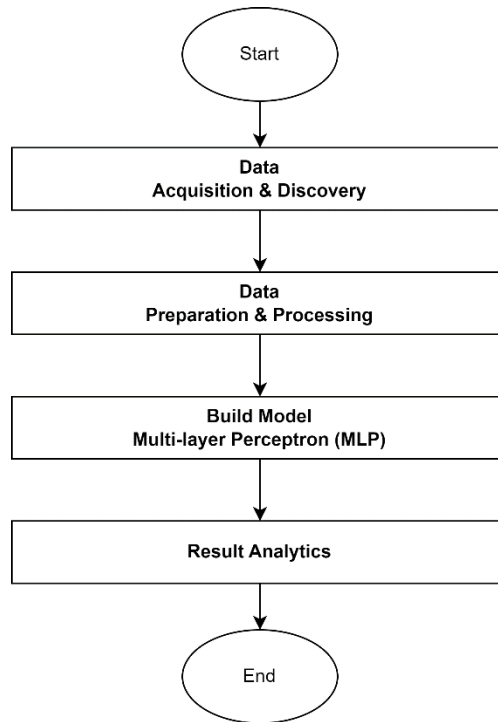 Start
Data
Acquisition & Discovery
Data
Preparation & Processing
Build Model
Multi-layer Perceptron (MLP)
Result Analytics
End